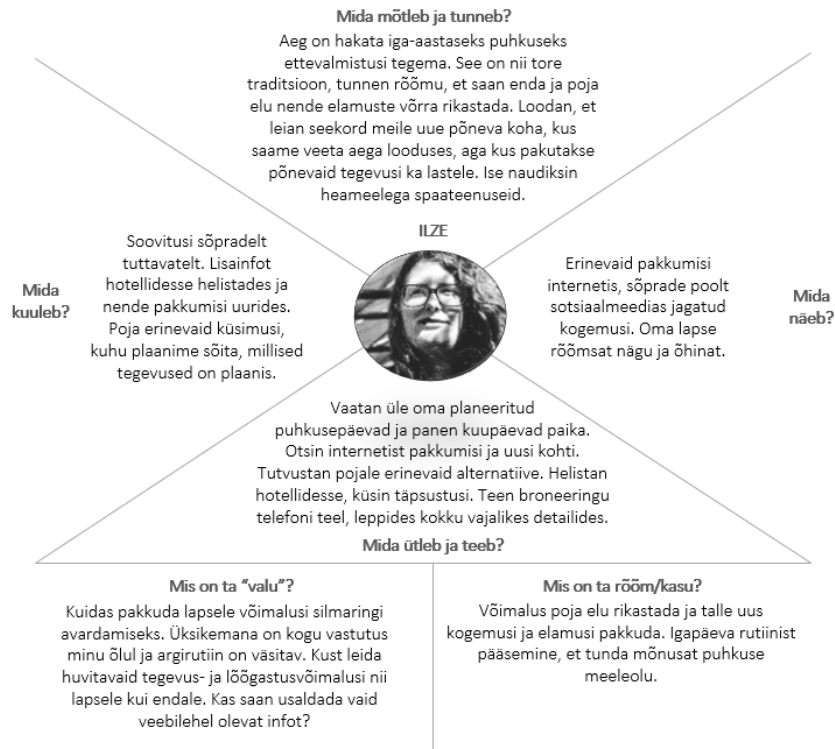 Mida mõtleb ja tunneb?
Aeg on hakata iga-aastaseks puhkuseks
ettevalmistusi tegema. See on nii tore
traditsioon, tunnen rõõmu, et saan enda ja poja
elu nende elamuste võrra rikastada. Loodan, et
leian seekord meile uue põneva koha, kus
saame veeta aega looduses, aga kus pakutakse
põnevaid tegevusi ka lastele. Ise naudiksin
heameelega spaateenuseid.
ILZE
Mida
kuuleb?
Soovitusi sõpradelt
tuttavatelt. Lisainfot
hotellidesse helistades ja
nende pakkumisi uurides.
Poja erinevaid küsimusi,
kuhu plaanime sõita, millised
tegevused on plaanis.
Erinevaid pakkumisi
internetis, sõprade poolt
sotsiaalmeedias jagatud
kogemusi. Oma lapse
rõõmsat nägu ja õhinat.
Mida
näeb?
Vaatan üle oma planeeritud
puhkusepäevad ja panen kuupäevad paika.
Otsin internetist pakkumisi ja uusi kohti.
Tutvustan pojale erinevaid alternatiive. Helistan
hotellidesse, küsin täpsustusi. Teen broneeringu
telefoni teel, leppides kokku vajalikes detailides.
Mida ütleb ja teeb?
Mis on ta "valu"?
Kuidas pakkuda lapsele võimalusi silmaringi
avardamiseks. Üksikemana on kogu vastutus
minu õlul ja argirutiin on väsitav. Kust leida
huvitavaid tegevus- ja lõõgastusvõimalusi nii
lapsele kui endale. Kas saan usaldada vaid
veebilehel olevat infot?
Mis on ta rõõm/kasu?
Võimalus poja elu rikastada ja talle uus
kogemusi ja elamusi pakkuda. Igapäeva rutiinist
pääsemine, et tunda mõnusat puhkuse
meeleolu.